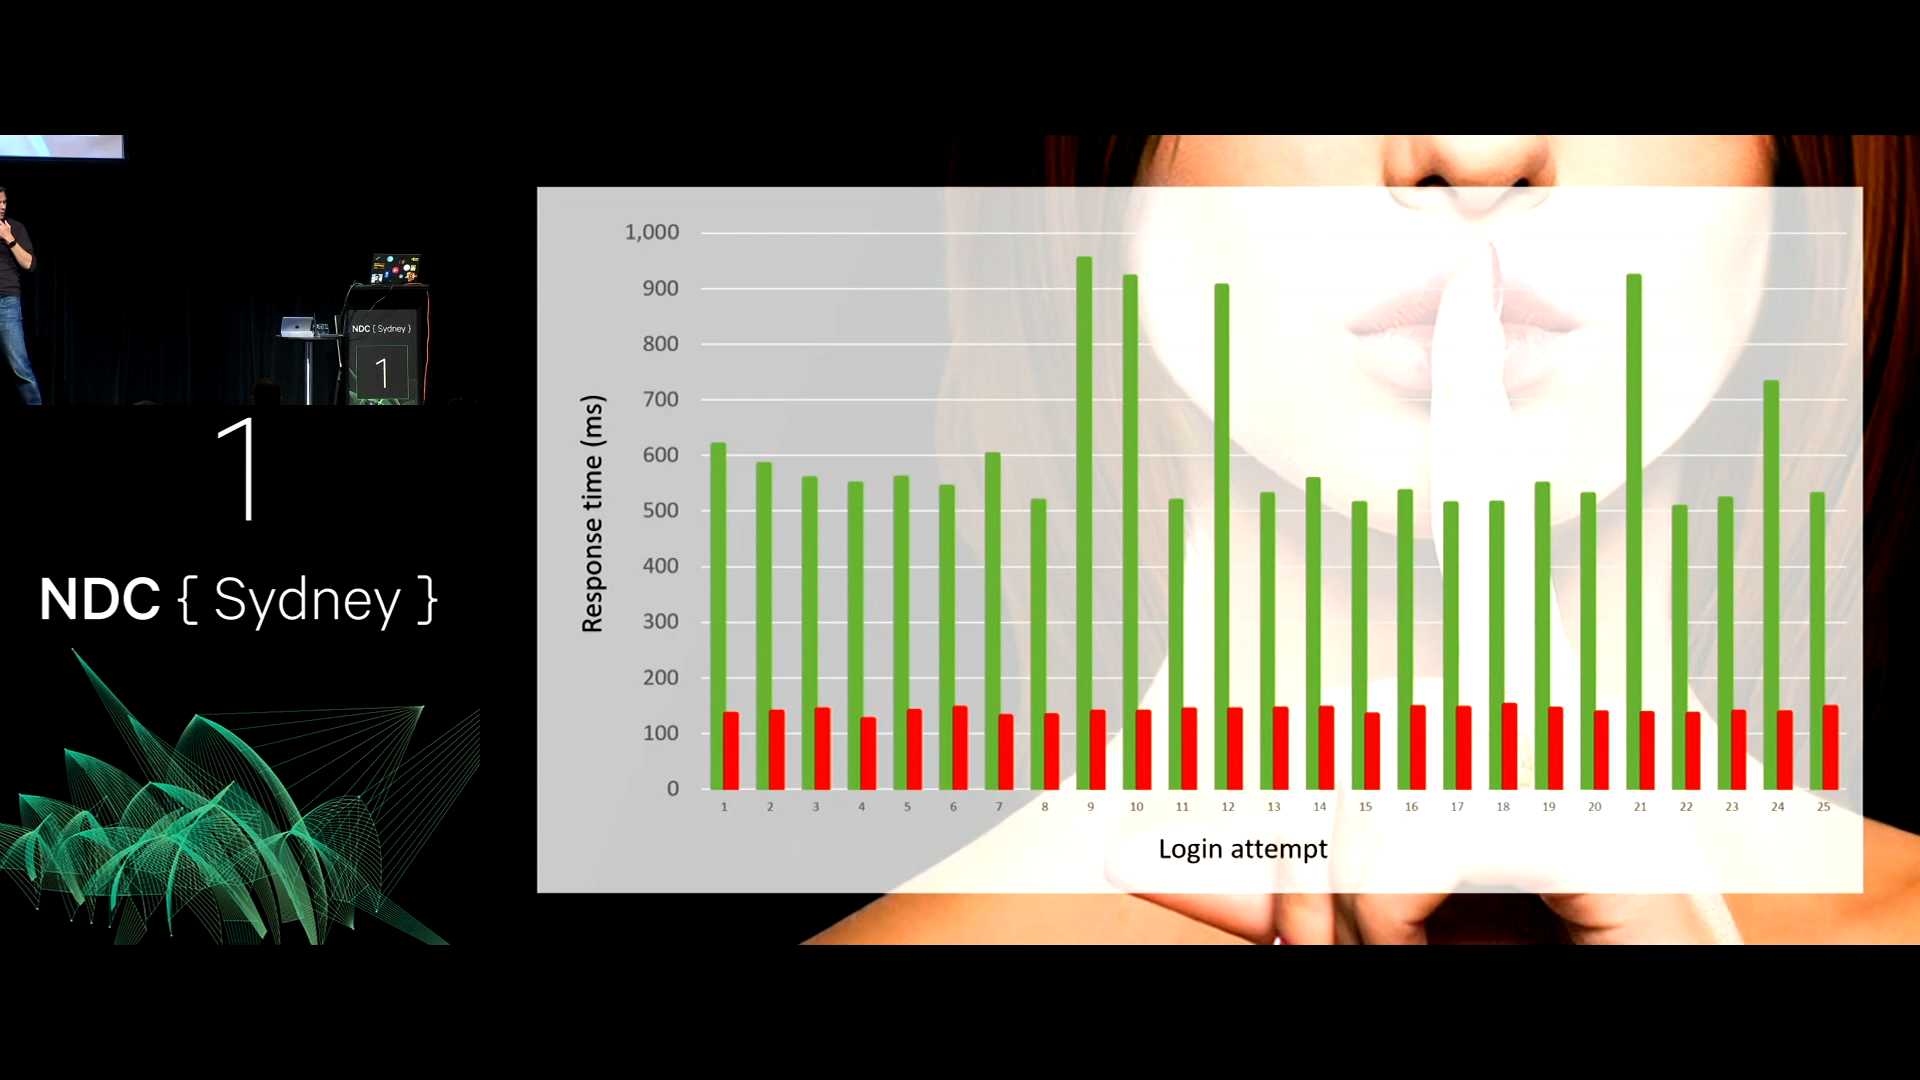 NDC { Sydney }
1
1
NDC { Sydney }
1,000
900
800
700
600
500
400
300
200
100
0
Response time (ms)
1 2 3 4 5 6 7 8 9 10 11 12 13 14 15 16 17 18 19 20 21 22 23 24 25
Login attempt